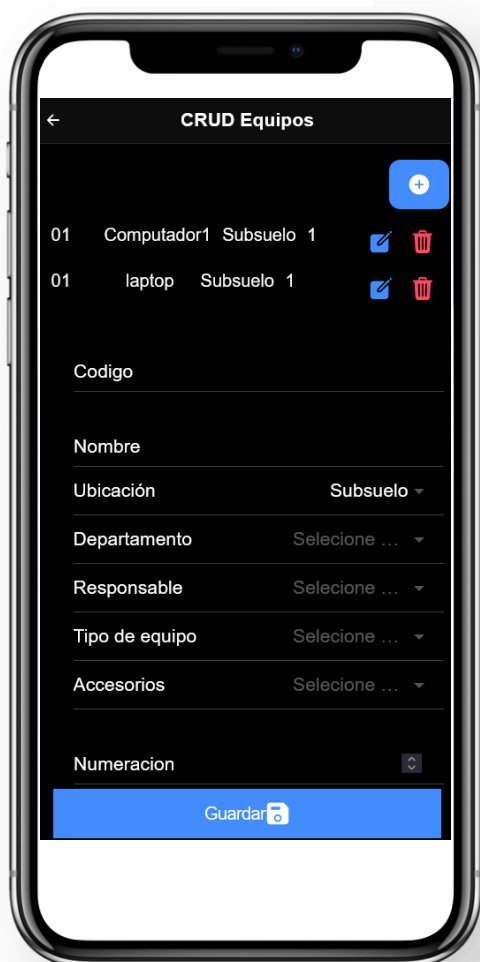 CRUD Equipos
01 Computador1 Subsuelo 1
01 laptop Subsuelo 1
Codigo
Nombre
Ubicación Subsuelo
Departamento Selecione ...
Responsable Selecione ...
Tipo de equipo Selecione ...
Accesorios Selecione ...
Numeracion
Guardar